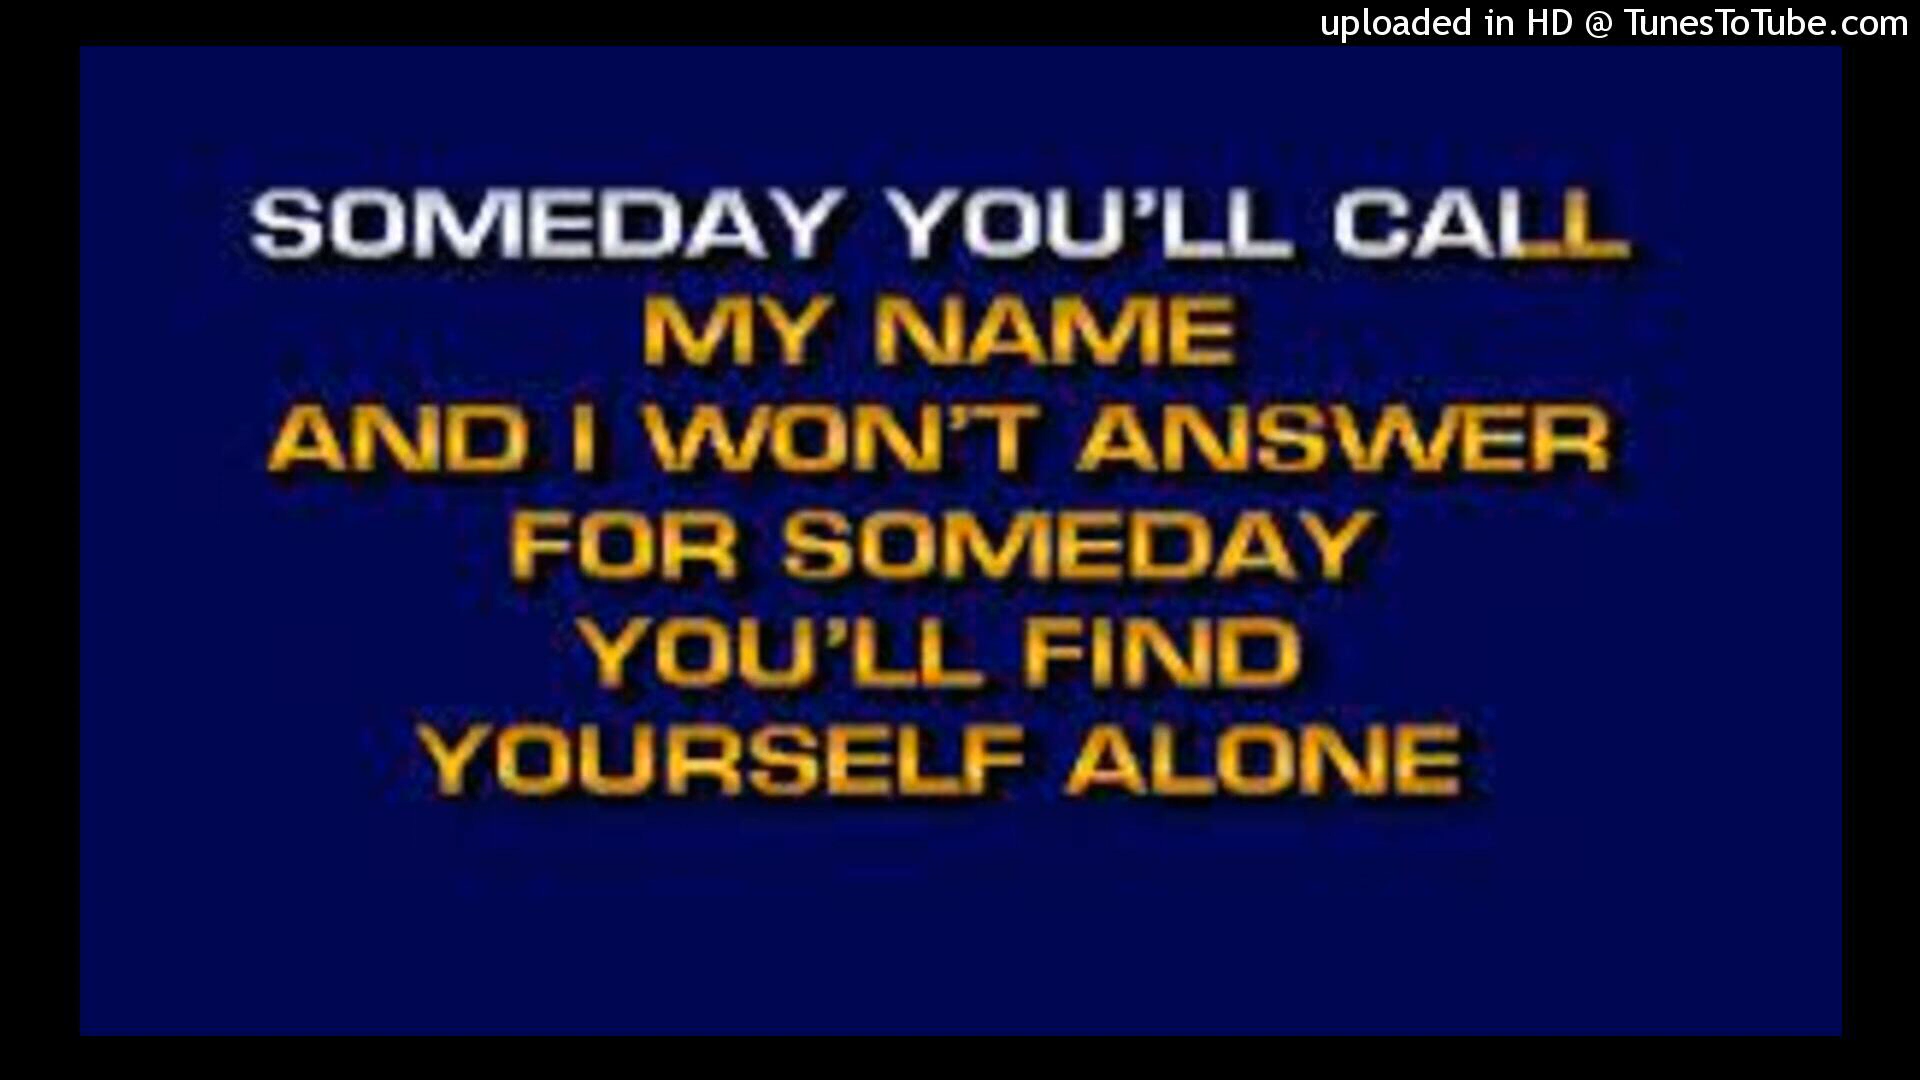 uploaded in HD @ TunesToTube.com
SOMEDAY YOU'LL CALL
MY NAME
AND I WON'T ANSWER
FOR SOMEDAY
YOU'LL FIND
YOURSELF ALONE